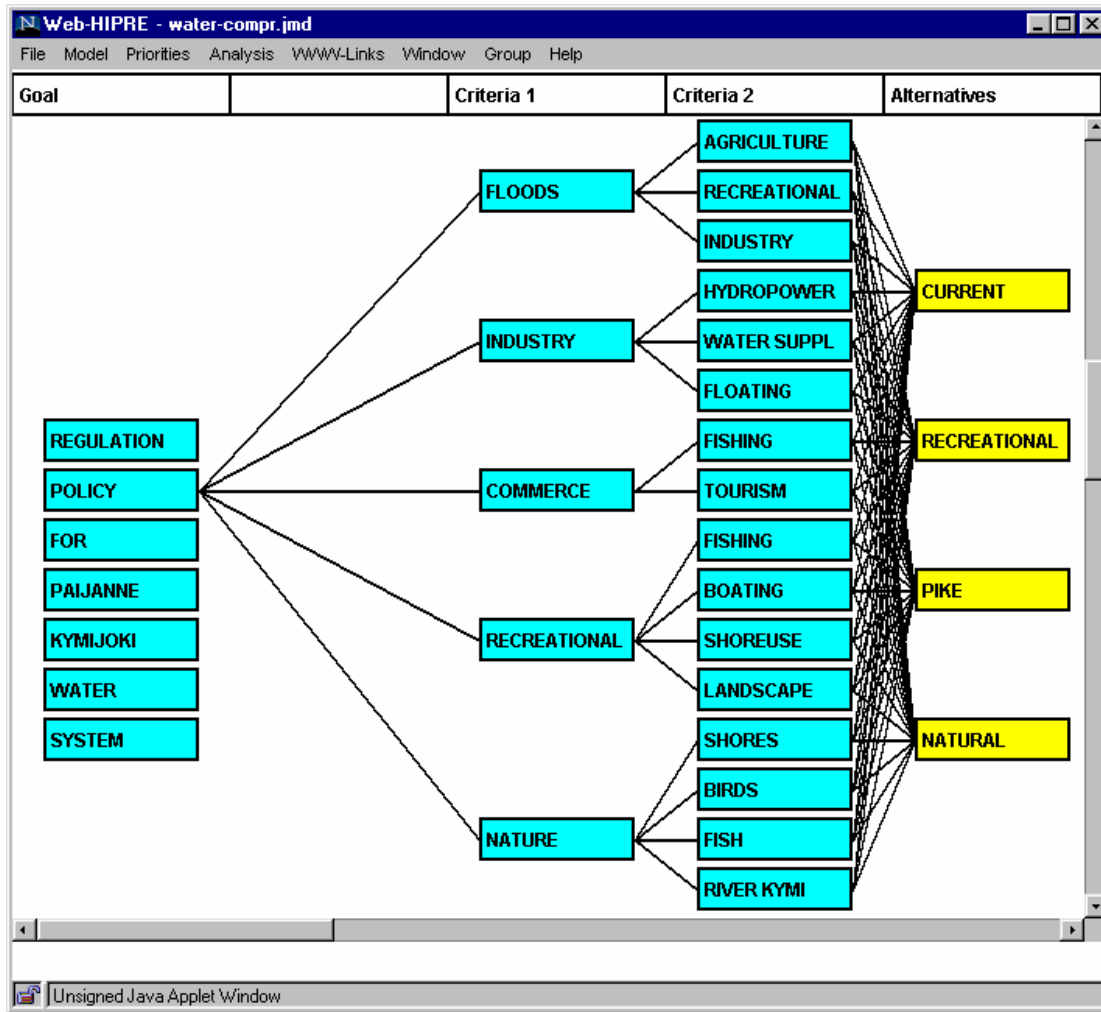 Web-HIPRE - water-compr.jmd
File Model Priorities Analysis WWW-Links Window Group Help
Goal Criteria 1 Criteria 2 Alternatives
REGULATION
POLICY
FOR
PAIJANNE
KYMIJOKI
WATER
SYSTEM
FLOODS
INDUSTRY
COMMERCE
RECREATIONAL
NATURE
AGRICULTURE
RECREATIONAL
INDUSTRY
HYDROPOWER
WATER SUPPL
FLOATING
FISHING
TOURISM
FISHING
BOATING
SHOREUSE
LANDSCAPE
SHORES
BIRDS
FISH
RIVER KYMI
CURRENT
RECREATIONAL
PIKE
NATURAL
Unsigned Java Applet Window